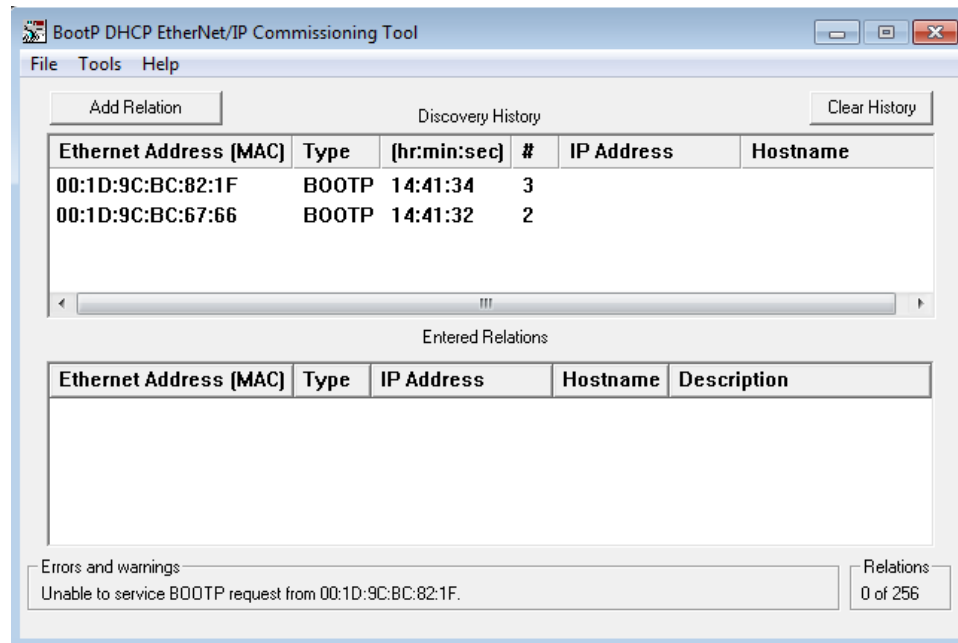 BootP DHCP EtherNet/IP Commissioning Tool
File Tools Help
Add Relation
Discovery History
Clear History
Ethernet Address (MAC) Type (hr:min:sec) # IP Address Hostname
00:1D:9C:BC:82:1F BOOTP 14:41:34 3
00:1D:9C:BC:67:66 BOOTP 14:41:32 2
Entered Relations
Ethernet Address (MAC) Type IP Address Hostname Description
Errors and warnings
Unable to service BOOTP request from 00:1D:9C:BC:82:1F.
Relations
0 of 256